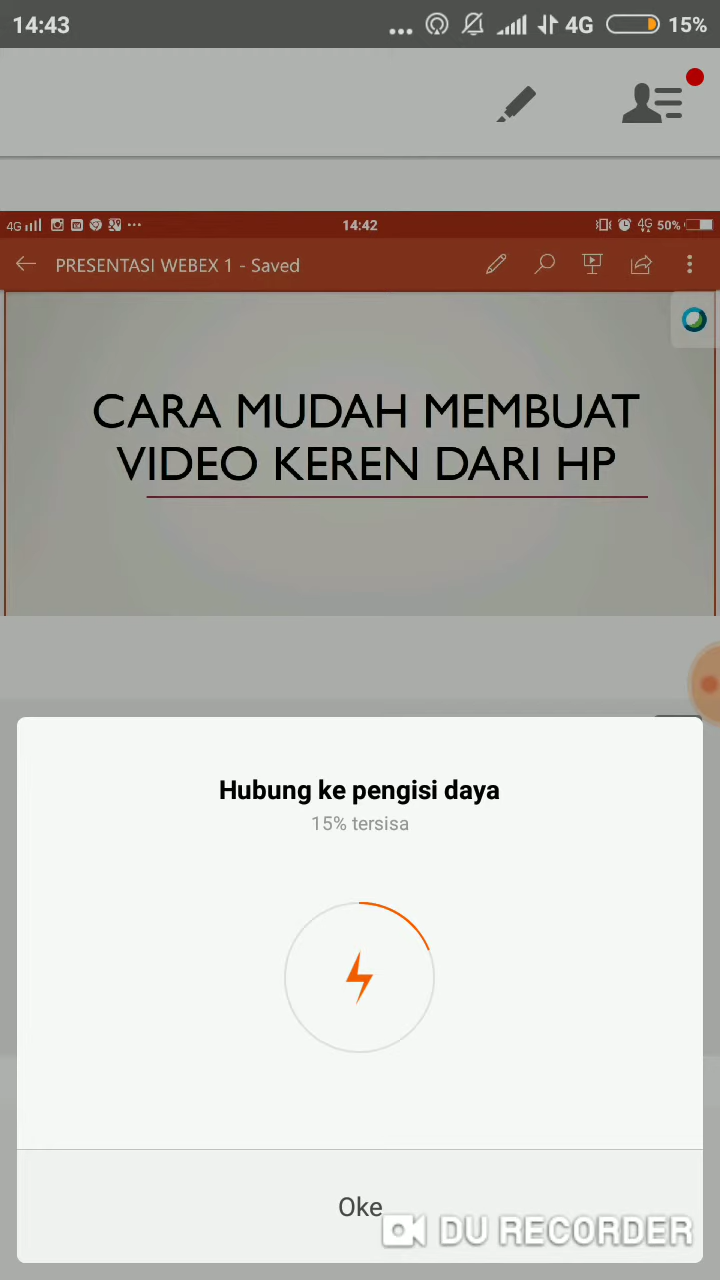 14:43
4G
15%
4G
14:42
4G
50%
PRESENTASI WEBEX 1 - Saved
CARA MUDAH MEMBUAT
VIDEO KEREN DARI HP
Hubung ke pengisi daya
15% tersisa
Oke
DU RECORDER